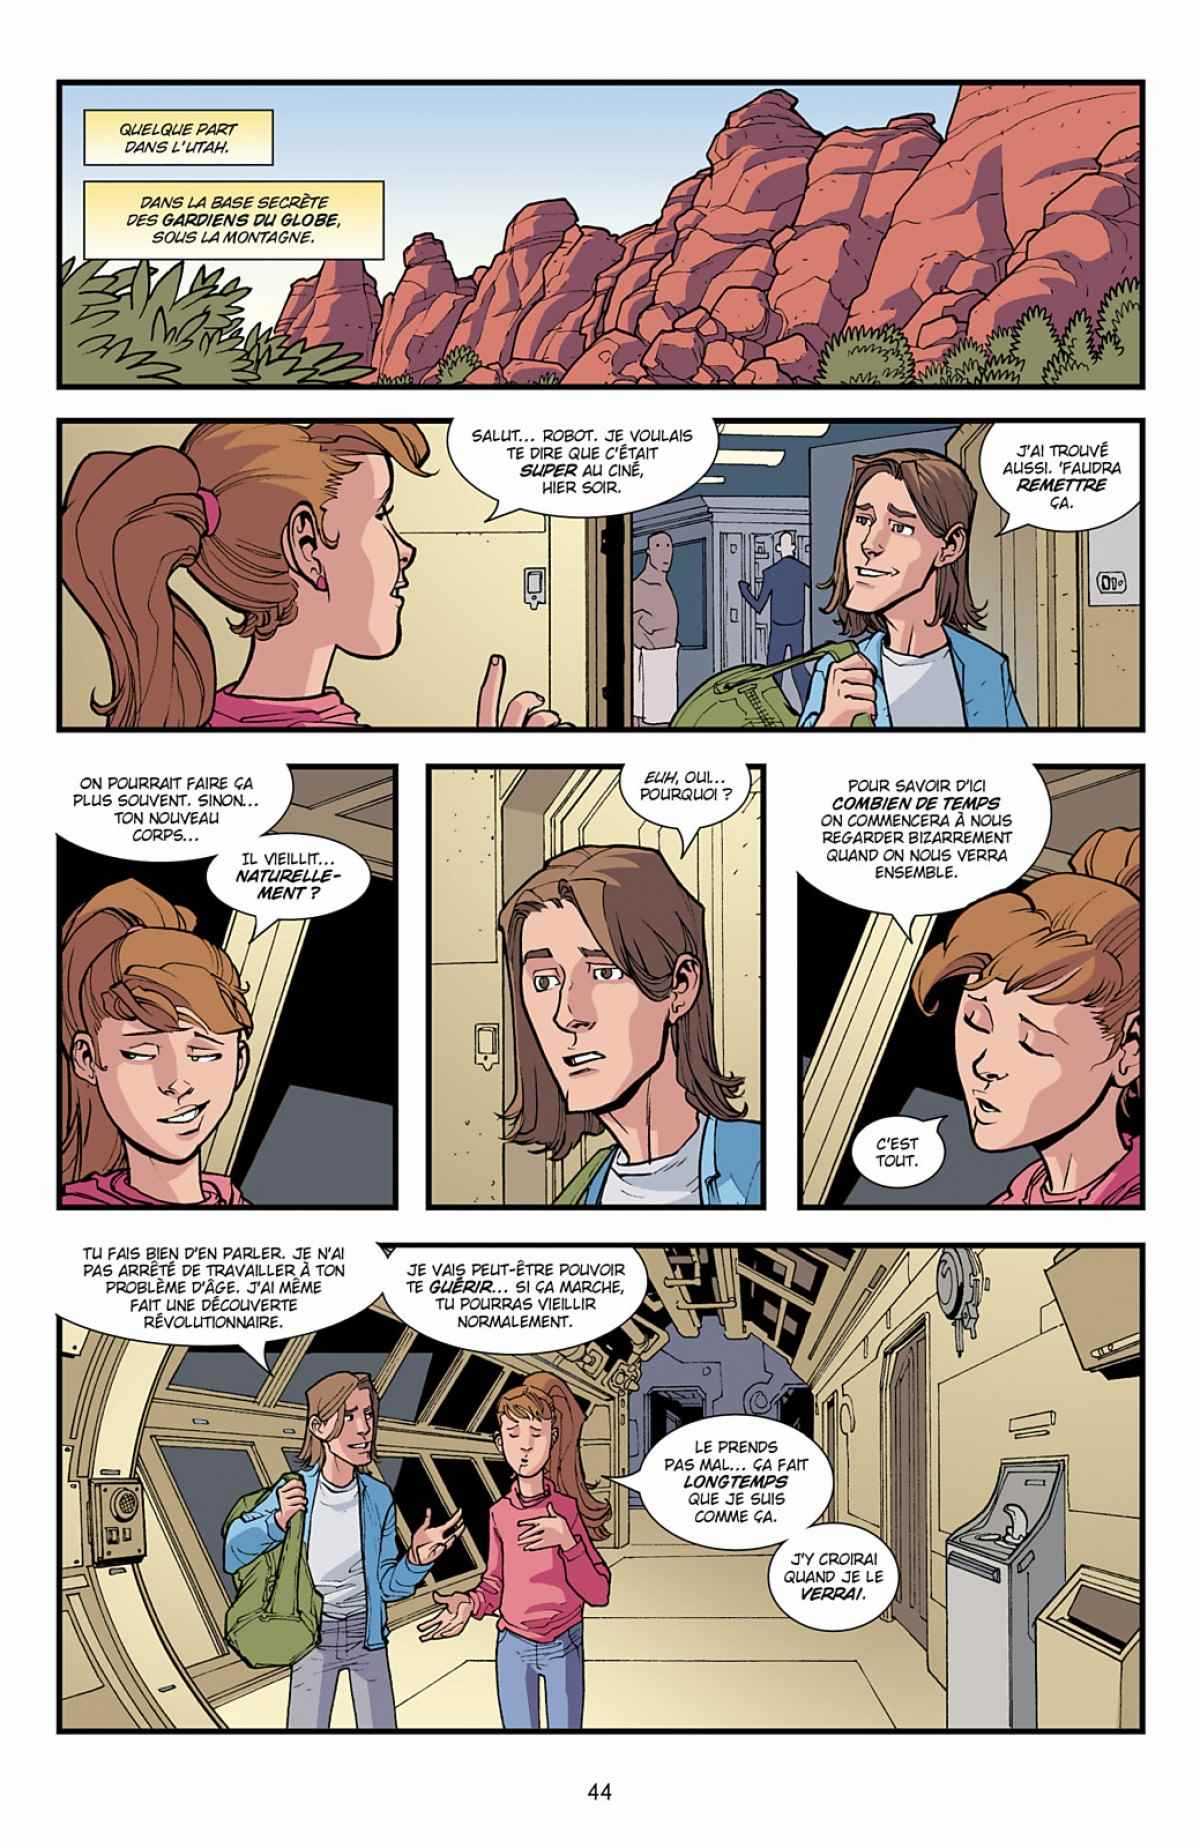 QUELQUE PART
DANS L'UTAH.
DANS LA BASE SECRÈTE
DES GARDIENS DU GLOBE,
SOUS LA MONTAGNE.
SALUT... ROBOT. JE VOULAIS
TE DIRE QUE C'ÉTAIT
SUPER AU CINÉ,
HIER SOIR.
J'AI TROUVÉ
AUSSI. 'FAUDRA
REMETTRE
ÇA.
ON POURRAIT FAIRE ÇA
PLUS SOUVENT. SINON...
TON NOUVEAU
CORPS...
IL VIEILLIT...
NATURELLE-
MENT ?
EUH, OUI...
POURQUOI ?
POUR SAVOIR D'ICI
COMBIEN DE TEMPS
ON COMMENCERA À NOUS
REGARDER BIZARREMENT
QUAND ON NOUS VERRA
ENSEMBLE.
C'EST
TOUT.
TU FAIS BIEN D'EN PARLER. JE N'AI
PAS ARRÊTÉ DE TRAVAILLER À TON
PROBLÈME D'ÂGE. J'AI MÊME
FAIT UNE DÉCOUVERTE
RÉVOLUTIONNAIRE.
JE VAIS PEUT-ÊTRE POUVOIR
TE GUÉRIR... SI ÇA MARCHE,
TU POURRAS VIEILLIR
NORMALEMENT.
LE PRENDS
PAS MAL... ÇA FAIT
LONGTEMPS
QUE JE SUIS
COMME ÇA.
J'Y CROIRAI
QUAND JE LE
VERRAI.
44